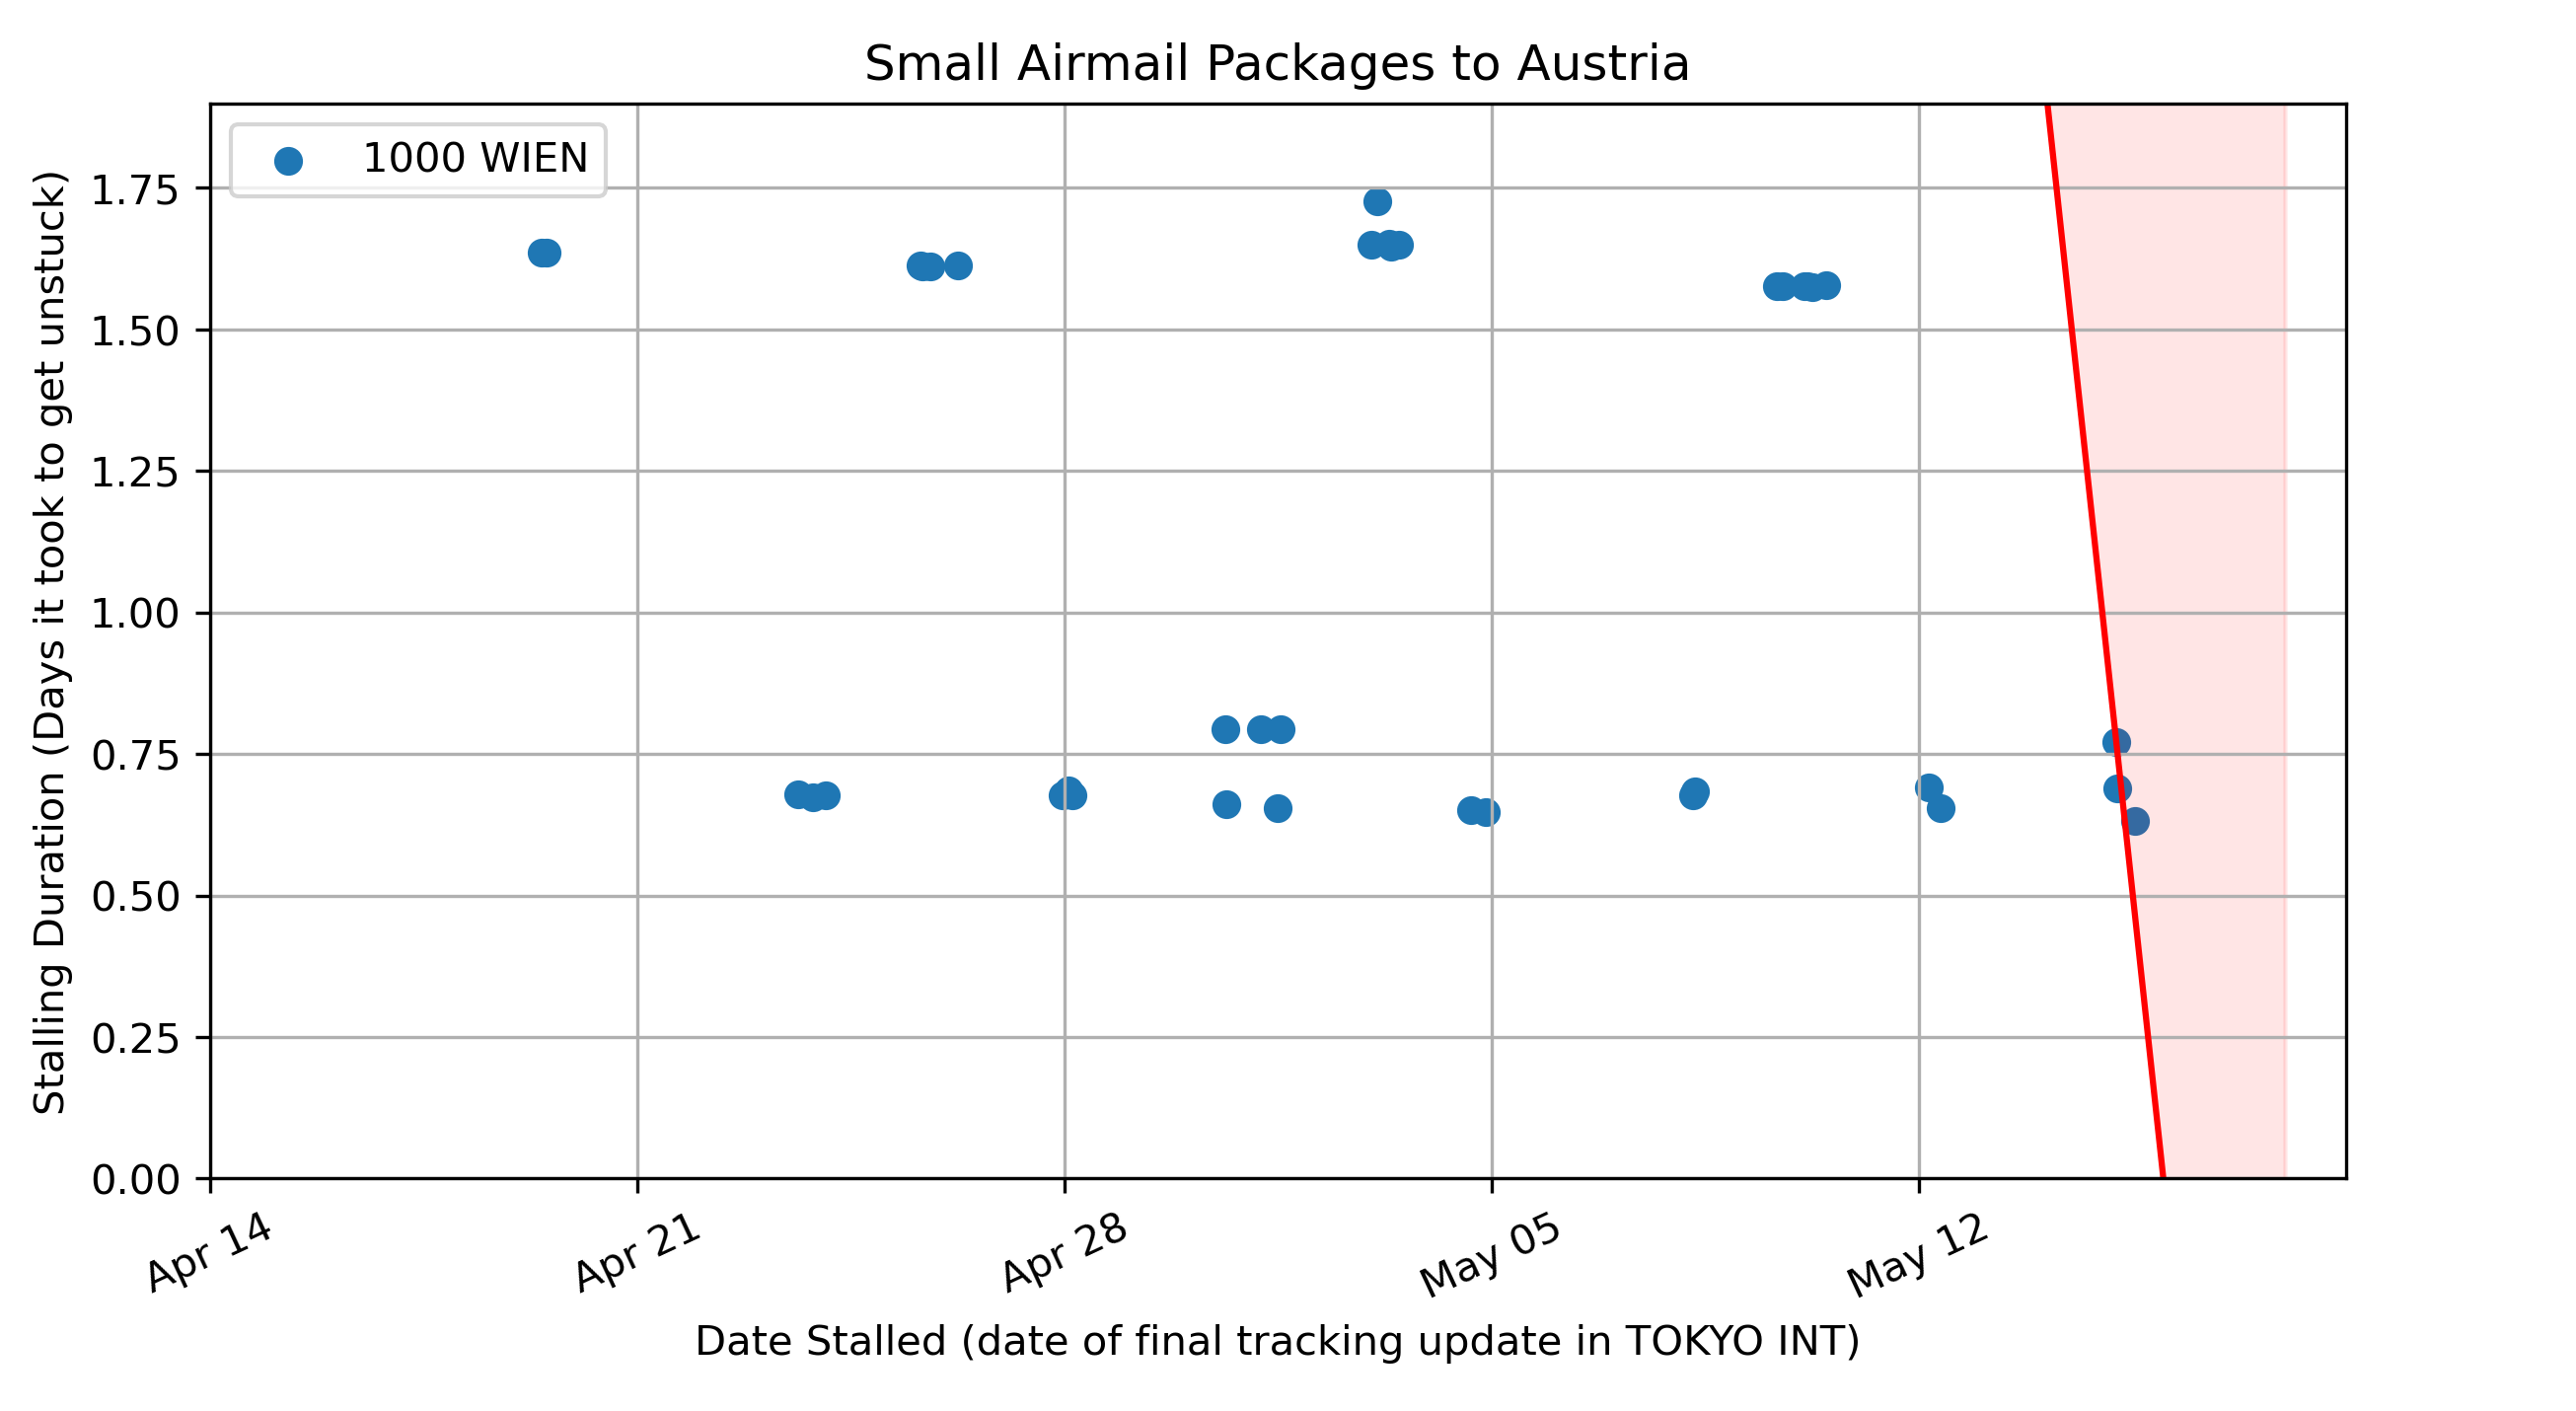 Small Airmail Packages to Austria
1000 WIEN
Stalling Duration (Days it took to get unstuck)
1.75
1.50
1.25
1.00
0.75
0.50
0.25
0.00
Apr 14
Apr 21
Apr 28
May 05
May 12
Date Stalled (date of final tracking update in TOKYO INT)